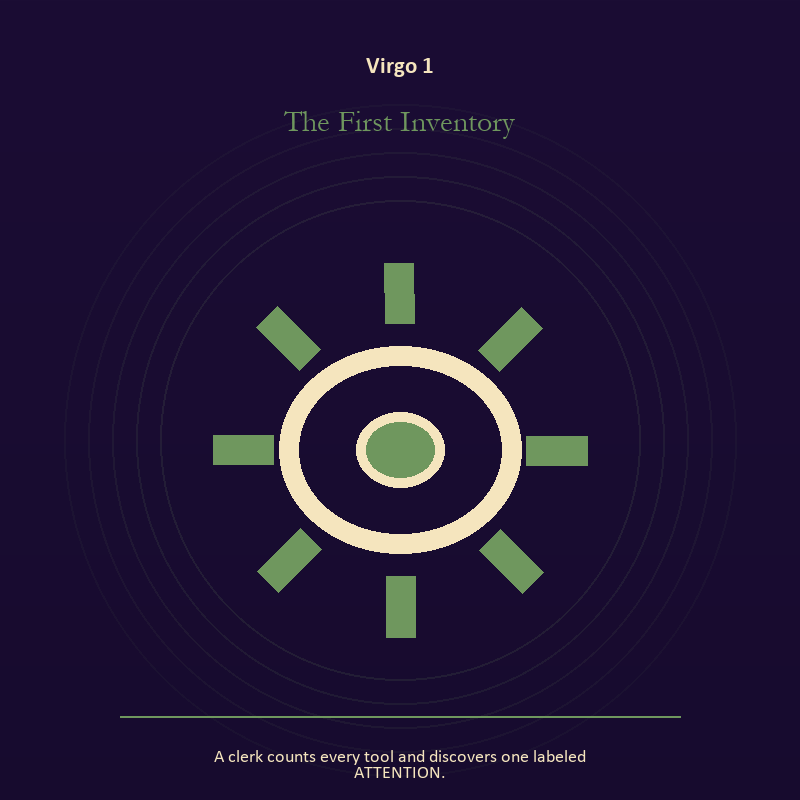 Virgo 1
The First Inventory
A clerk counts every tool and discovers one labeled
ATTENTION.